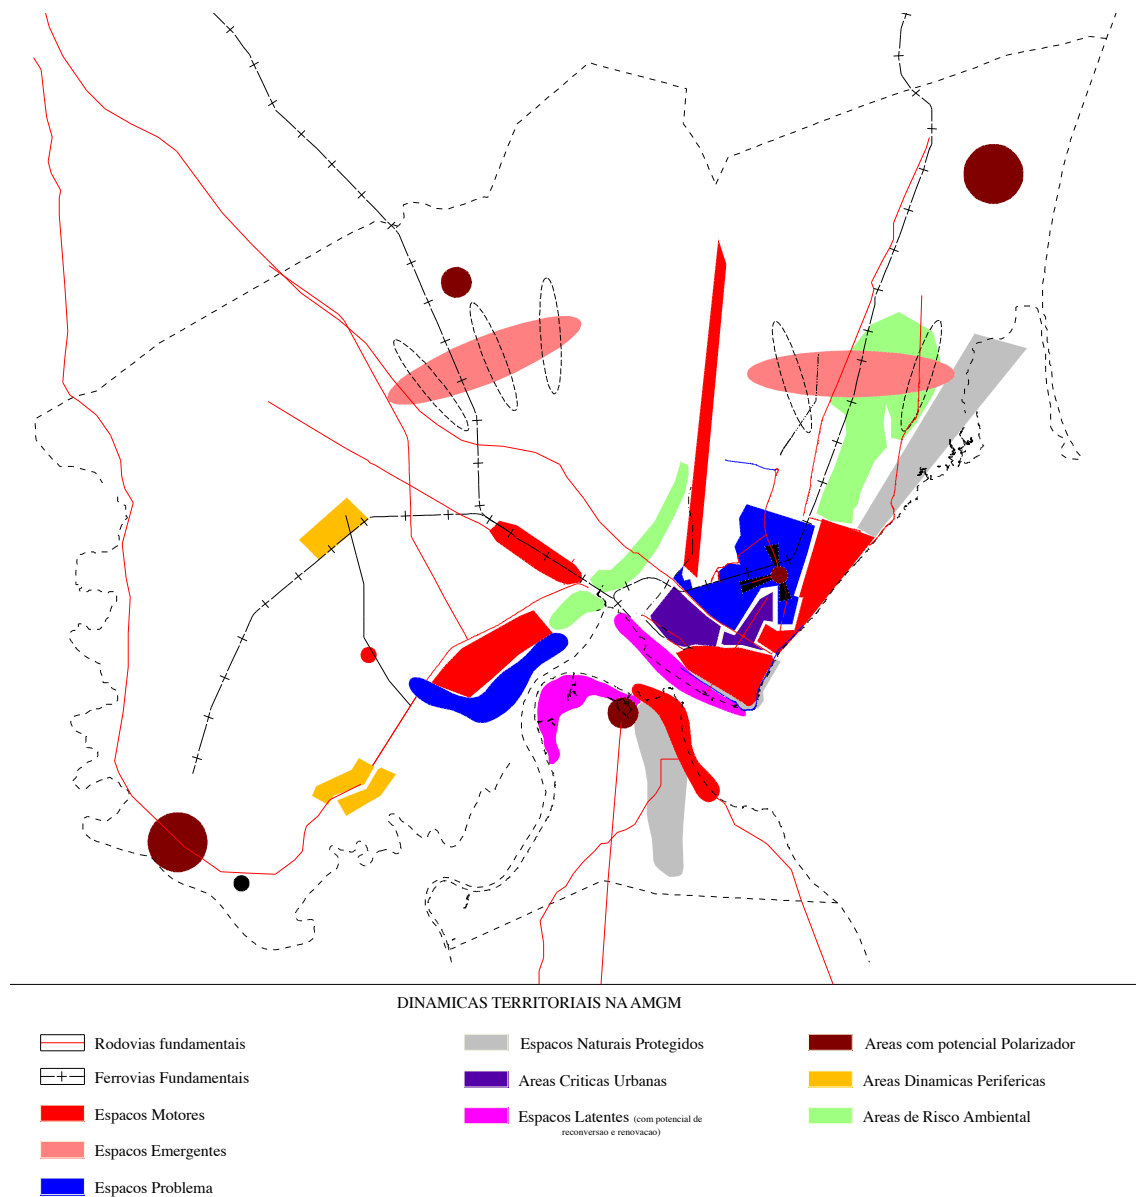 DINAMICAS TERRITORIAIS NA AMGM
Rodovias fundamentais
Ferrovias Fundamentais
Espacos Motores
Espacos Emergentes
Espacos Problema
Espacos Naturais Protegidos
Areas Criticas Urbanas
Espacos Latentes (com potencial de
reconversao e renovacao)
Areas com potencial Polarizador
Areas Dinamicas Perifericas
Areas de Risco Ambiental